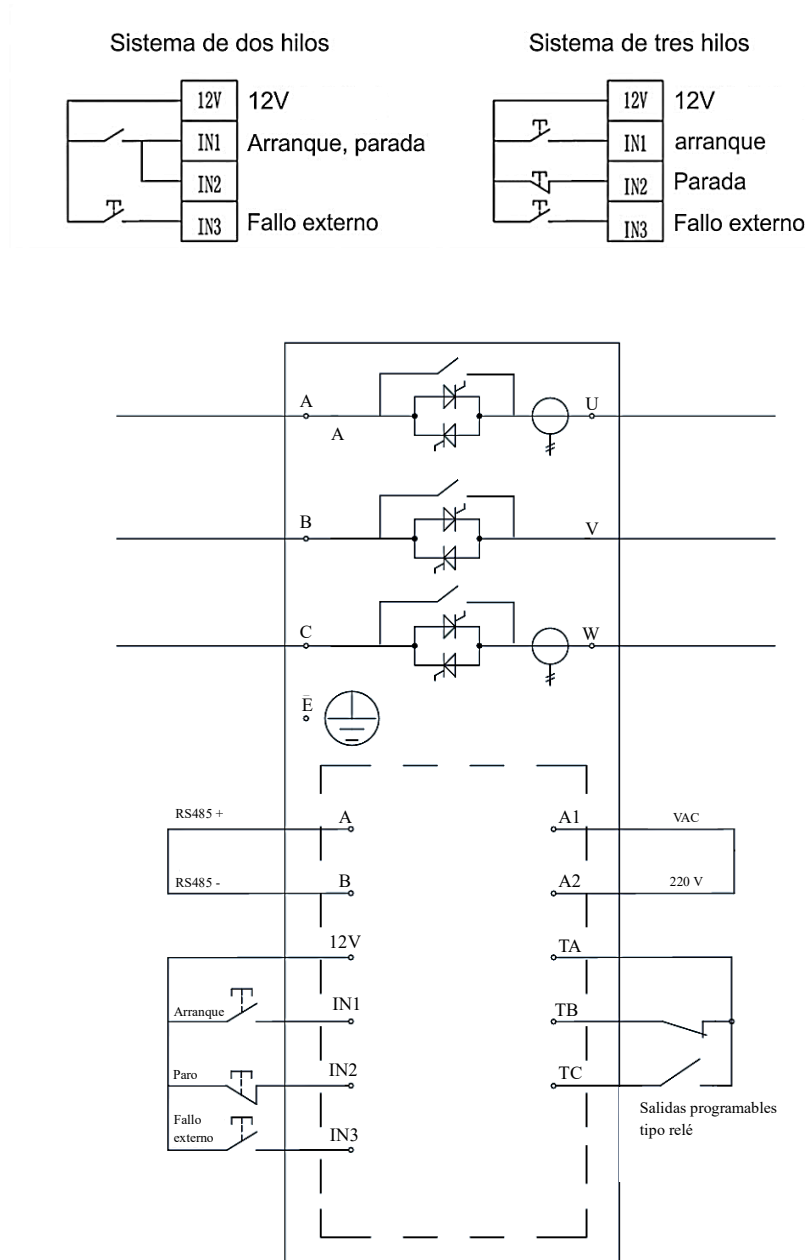 Sistema de dos hilos
12V 12V
IN1 Arranque, parada
IN2
IN3 Fallo externo
Sistema de tres hilos
12V 12V
IN1 arranque
IN2 Parada
IN3 Fallo externo
A U
A
B V
C W
E
RS485 + A A1 VAC
RS485 - B A2 220 V
12V TA
Arranque IN1 TB
Paro IN2 TC
Fallo
externo IN3
Salidas programables
tipo relé